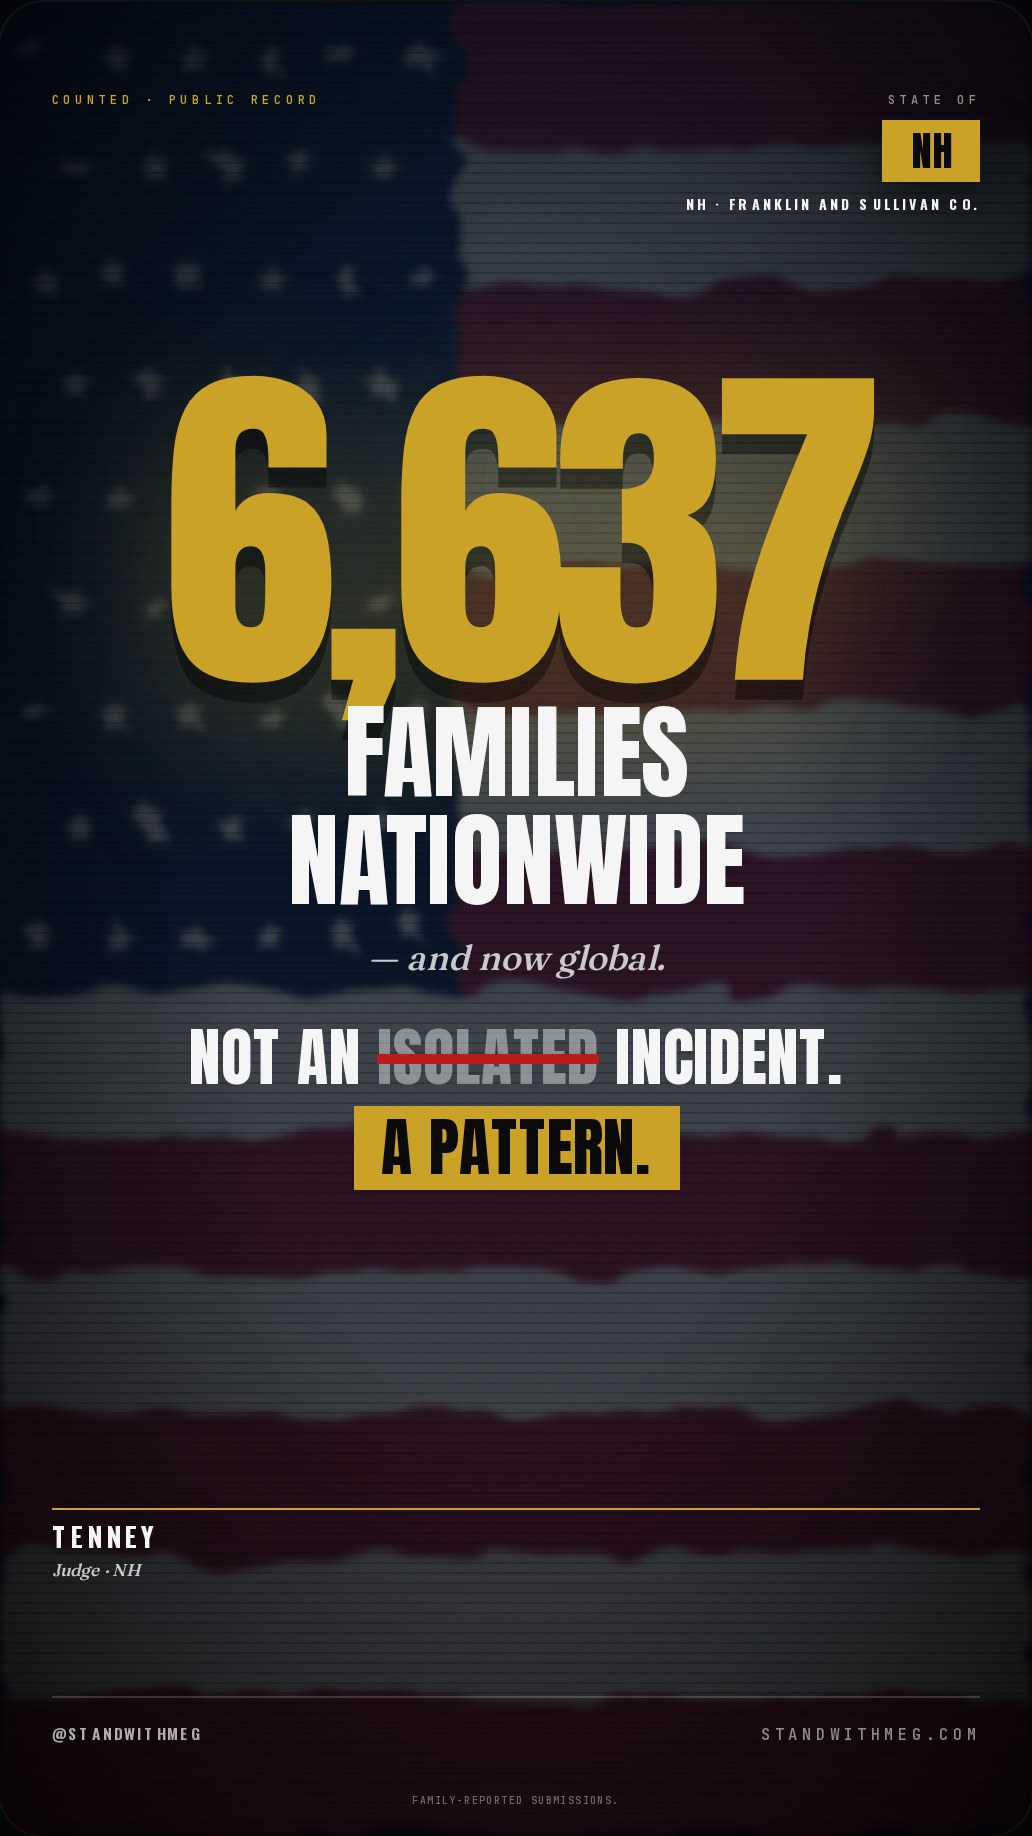 COUNTED · PUBLIC RECORD
STATE OF
NH
NH · FRANKLIN AND SULLIVAN CO.
6,637
FAMILIES
NATIONWIDE
— and now global.
NOT AN ISOLATED INCIDENT.
A PATTERN.
TENNEY
Judge · NH
@STANDWITHMEG
STANDWITHMEG.COM
FAMILY-REPORTED SUBMISSIONS.